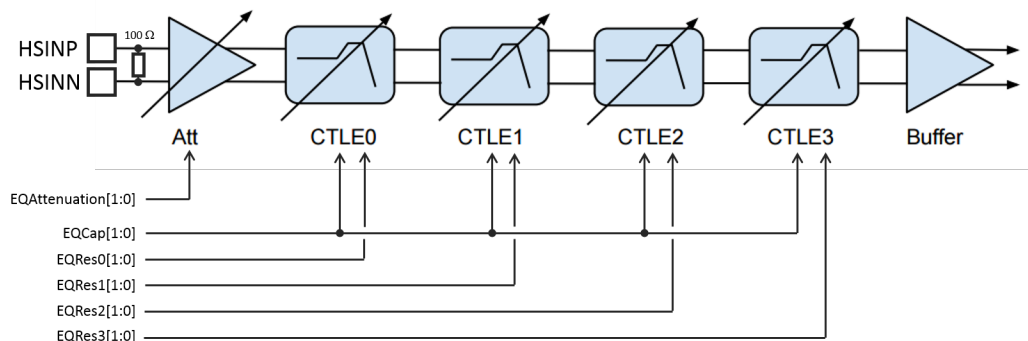 100 Ω
HSINP
HSINN
Att CTLE0 CTLE1 CTLE2 CTLE3 Buffer
EQAttenuation[1:0]
EQCap[1:0]
EQRes0[1:0]
EQRes1[1:0]
EQRes2[1:0]
EQRes3[1:0]